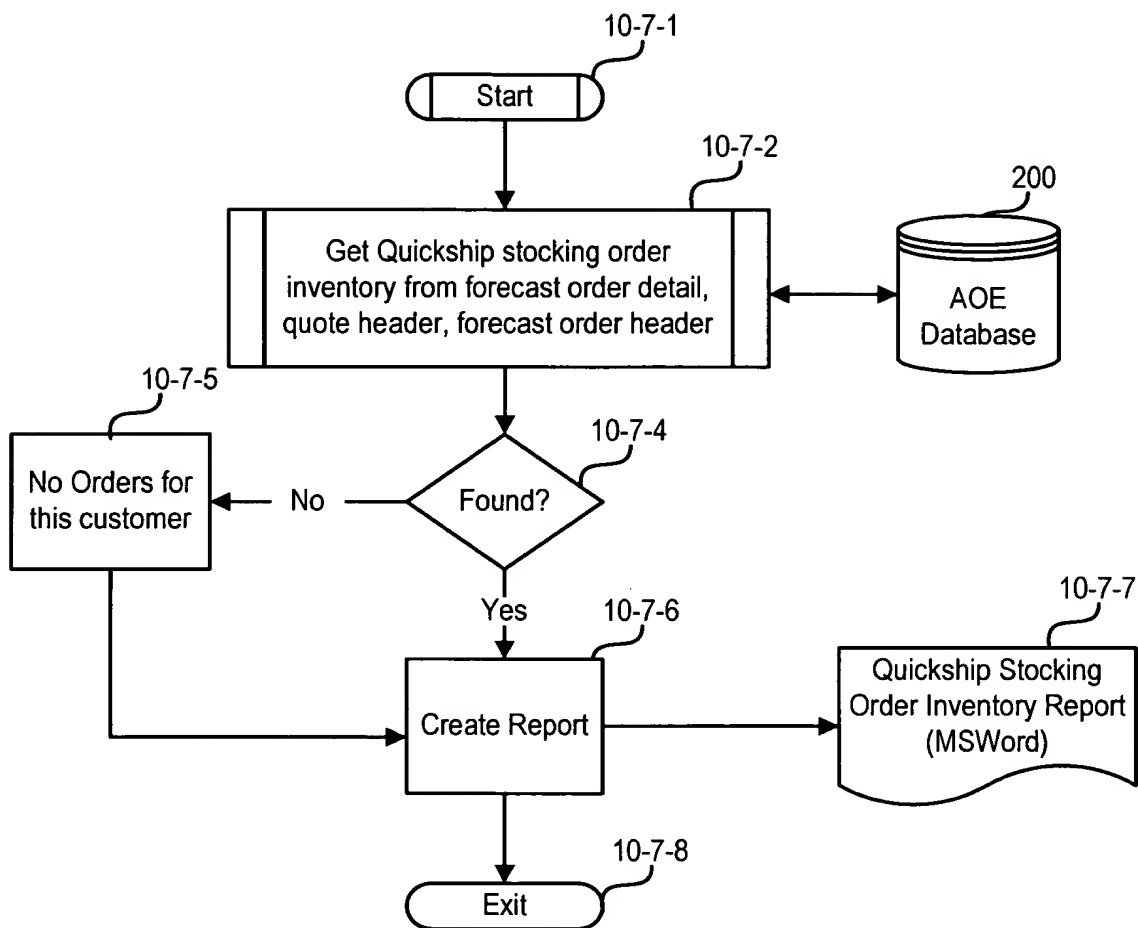 10-7-1
Start
10-7-2
200
Get Quickship stocking order
inventory from forecast order detail,
quote header, forecast order header
AOE
Database
10-7-5
10-7-4
No Orders for
this customer
No
Found?
Yes
10-7-6
10-7-7
Create Report
Quickship Stocking
Order Inventory Report
(MSWord)
10-7-8
Exit